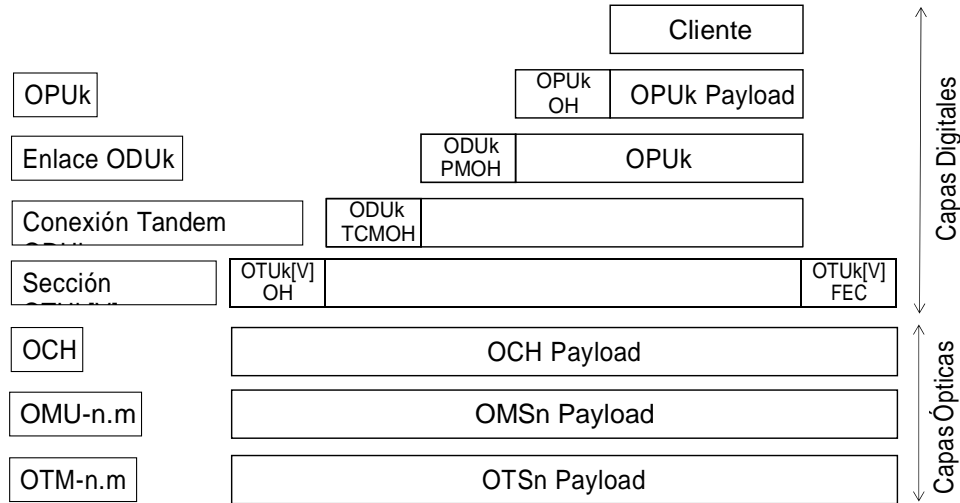 Cliente
OPUk
OPUk
OH
OPUk Payload
Enlace ODUk
ODUk
PMOH
OPUk
Conexión Tandem
ODUk
TCMOH
Sección
OTUk[V]
OH
OTUk[V]
FEC
OCH
OCH Payload
OMU-n.m
OMSn Payload
OTM-n.m
OTSn Payload
Capas Digitales
Capas Ópticas